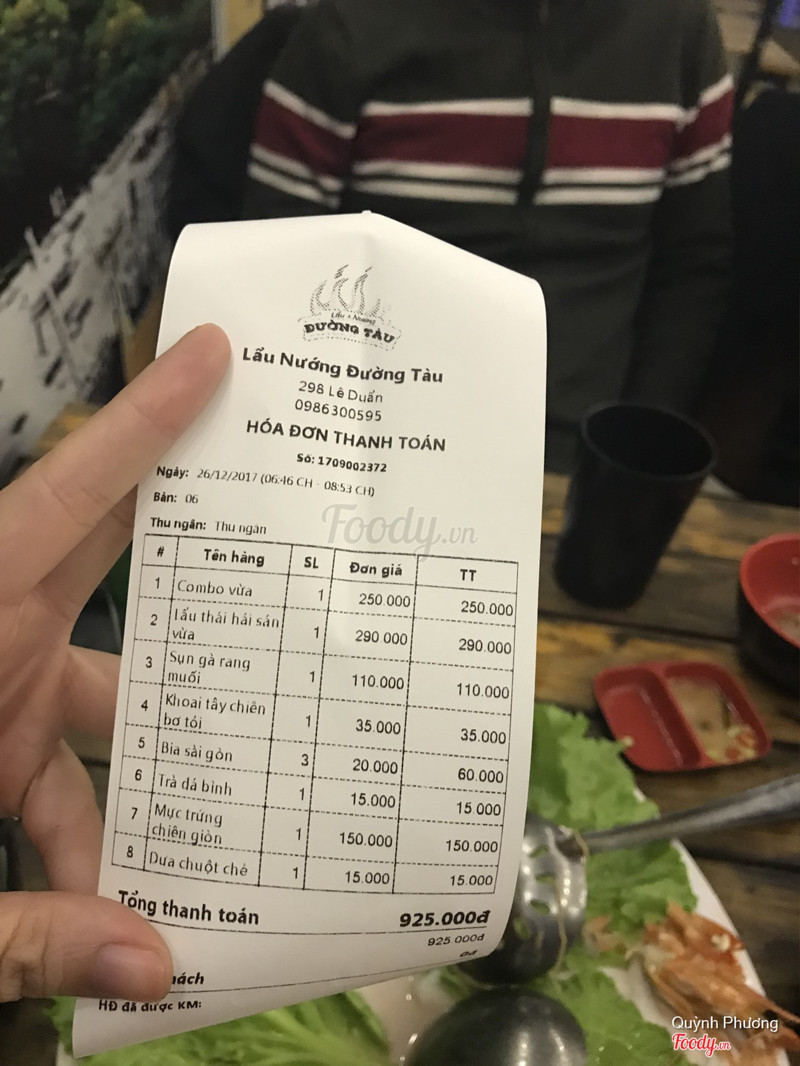 Lẩu + Nướng
ĐƯỜNG TÀU
Lẩu Nướng Đường Tàu
298 Lê Duẩn
0986300595
HÓA ĐƠN THANH TOÁN
Số: 1709002372
Ngày: 26/12/2017 (06:46 CH - 08:53 CH)
Bàn: 06
Thu ngân: Thu ngân
Foody.vn
# Tên hàng SL Đơn giá TT
1 Combo vừa 1 250.000 250.000
2 Lẩu thái hải sản vừa 1 290.000 290.000
3 Sụn gà rang muối 1 110.000 110.000
4 Khoai tây chiên bơ tỏi 1 35.000 35.000
5 Bia sài gòn 3 20.000 60.000
6 Trà đá bình 1 15.000 15.000
7 Mực trứng chiên giòn 1 150.000 150.000
8 Dưa chuột chẻ 1 15.000 15.000
Tổng thanh toán 925.000đ
925.000đ
0đ
hách
HĐ đã được KM:
Quỳnh Phương
Foody.vn